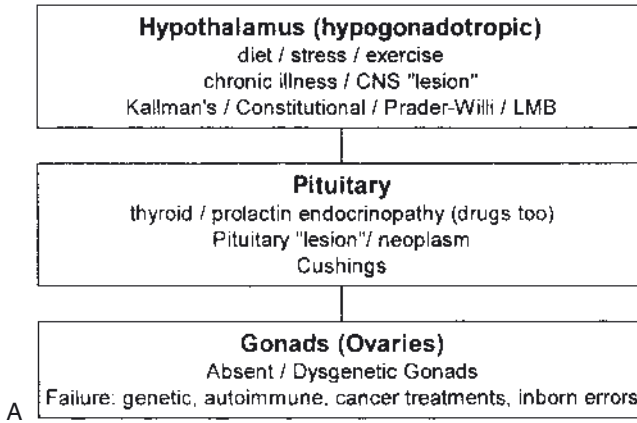 Hypothalamus (hypogonadotropic)
diet / stress / exercise
chronic illness / CNS "lesion"
Kallman's / Constitutional / Prader-Willi / LMB
Pituitary
thyroid / prolactin endocrinopathy (drugs too)
Pituitary "lesion"/ neoplasm
Cushings
Gonads (Ovaries)
Absent / Dysgenetic Gonads
Failure: genetic, autoimmune, cancer treatments, inborn errors
A